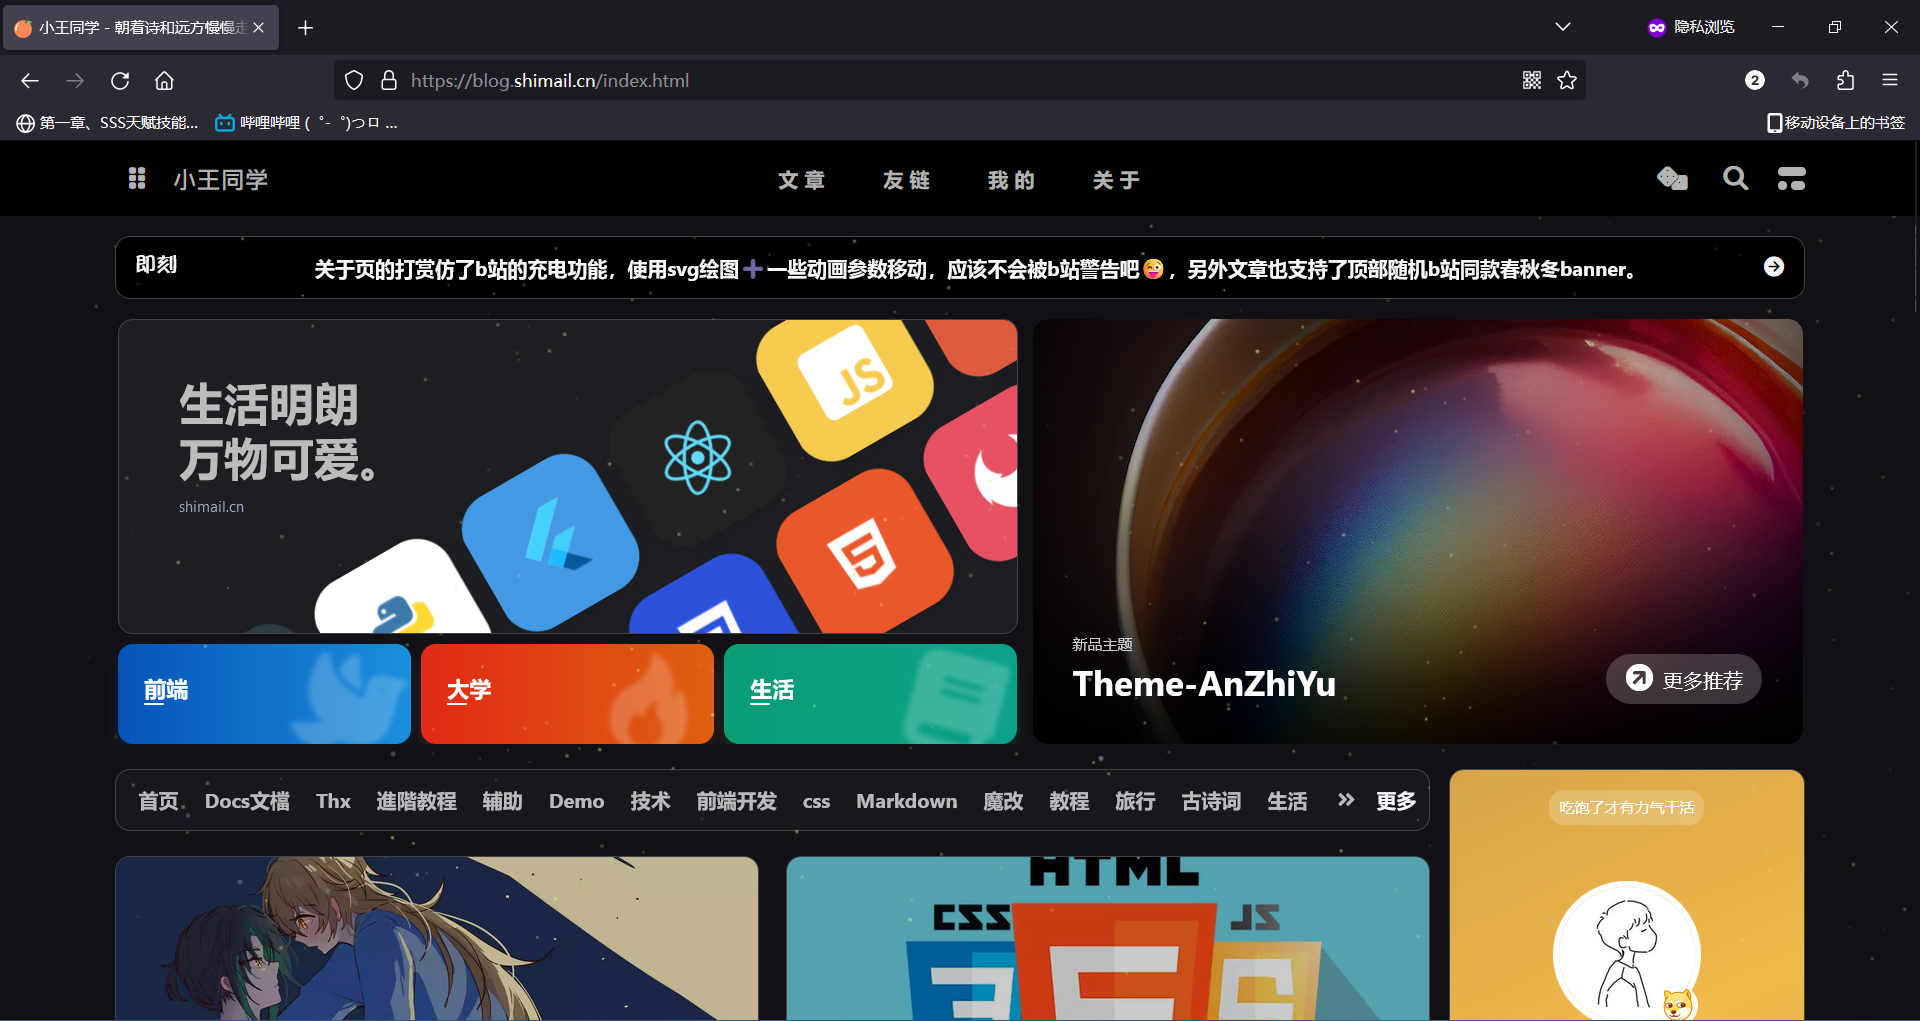 小王同学 - 朝着诗和远方慢慢走
隐私浏览
https://blog.shimail.cn/index.html
2
第一章、SSS天赋技能...
哔哩哔哩 (゜-゜)つロ ...
移动设备上的书签
小王同学
文章
友链
我的
关于
即刻
关于页的打赏仿了b站的充电功能，使用svg绘图➕一些动画参数移动，应该不会被b站警告吧😜，另外文章也支持了顶部随机b站同款春秋冬banner。
生活明朗
万物可爱。
shimail.cn
JS
5
新品主题
Theme-AnZhiYu
更多推荐
前端
大学
生活
首页 Docs文檔 Thx 進階教程 辅助 Demo 技术 前端开发 css Markdown 魔改 教程 旅行 古诗词 生活 更多
吃饱了才有力气干活
HTML
CSS
JS